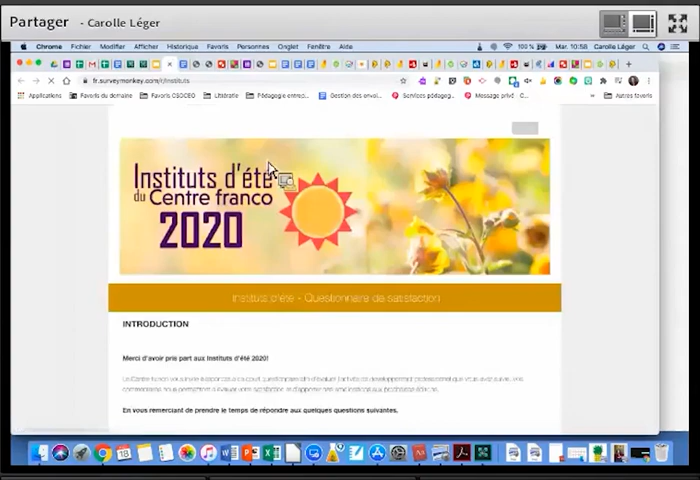 Partager - Carolle Léger
Chrome Fichier Modifier Affichage Historique Favoris Personnes Onglet Fenêtre Aide 100 % Mar. 10:58 Carolle Léger
fr.surveymonkey.com/r/Instituts
Applications Favoris du domaine Favoris CSDCEO Littératie Pédagogie entrep... Gestion des envoi... Services pédagog... Message privé Autres favoris
Instituts d'été
du Centre franco
2020
Instituts d'été - Questionnaire de satisfaction
INTRODUCTION
Merci d'avoir pris part aux Instituts d'été 2020!
En vous remerciant de prendre le temps de répondre aux quelques questions suivantes.